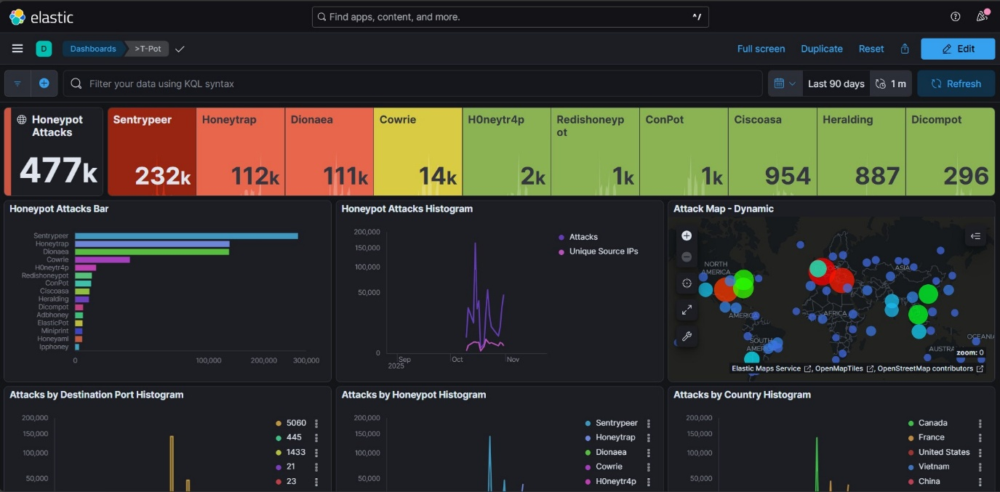 elastic
Find apps, content, and more.
^/
D
Dashboards
>T-Pot
Full screen
Duplicate
Reset
Edit
Filter your data using KQL syntax
Last 90 days
1 m
Refresh
Honeypot
Attacks
477k
Sentrypeer
232k
Honeytrap
112k
Dionaea
111k
Cowrie
14k
H0neytr4p
2k
Redishoneyp
ot
1k
ConPot
1k
Ciscoasa
954
Heralding
887
Dicompot
296
Honeypot Attacks Bar
Sentrypeer
Honeytrap
Dionaea
Cowrie
H0neytr4p
Redishoneypot
ConPot
Ciscoasa
Heralding
Dicompot
Adbhoney
ElasticPot
Miniprint
Honeyaml
Ipphoney
0
100,000
200,000
300,000
Honeypot Attacks Histogram
200,000
150,000
100,000
50,000
0
Sep
2025
Oct
Nov
Attacks
Unique Source IPs
Attack Map - Dynamic
NORTH
AMERICA
ASIA
AMERICA
AFRICA
SOUTH
AMER
OCEANIA
AUSTRA
zoom: 0
Elastic Maps Service , OpenMapTiles , OpenStreetMap contributors
Attacks by Destination Port Histogram
200,000
150,000
100,000
50,000
5060
445
1433
21
23
Attacks by Honeypot Histogram
200,000
150,000
100,000
50,000
Sentrypeer
Honeytrap
Dionaea
Cowrie
H0neytr4p
Attacks by Country Histogram
200,000
150,000
100,000
50,000
Canada
France
United States
Vietnam
China